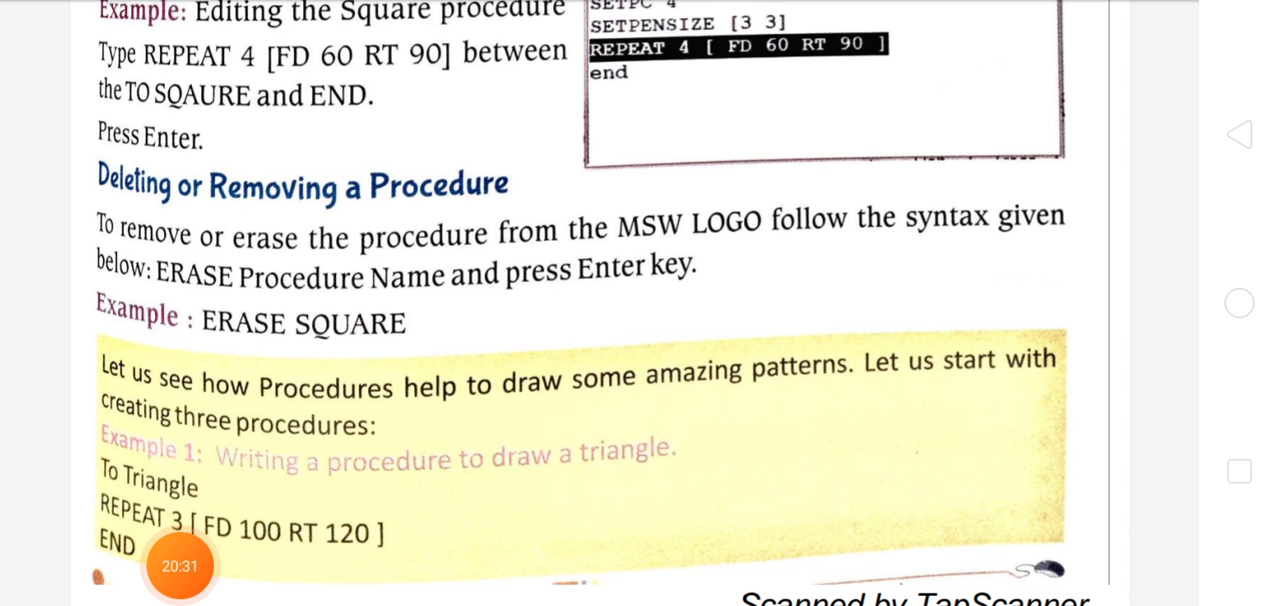 Example: Editing the Square procedure
Type REPEAT 4 [FD 60 RT 90] between
the TO SQAURE and END.
Press Enter.
SETPC 4
SETPENSIZE [3 3]
REPEAT 4 [ FD 60 RT 90 ]
end
Deleting or Removing a Procedure
To remove or erase the procedure from the MSW LOGO follow the syntax given
below: ERASE Procedure Name and press Enter key.
Example : ERASE SQUARE
Let us see how Procedures help to draw some amazing patterns. Let us start with
creating three procedures:
Example 1: Writing a procedure to draw a triangle.
To Triangle
REPEAT 3 [ FD 100 RT 120 ]
END
20:31
Scanned by TapScanner